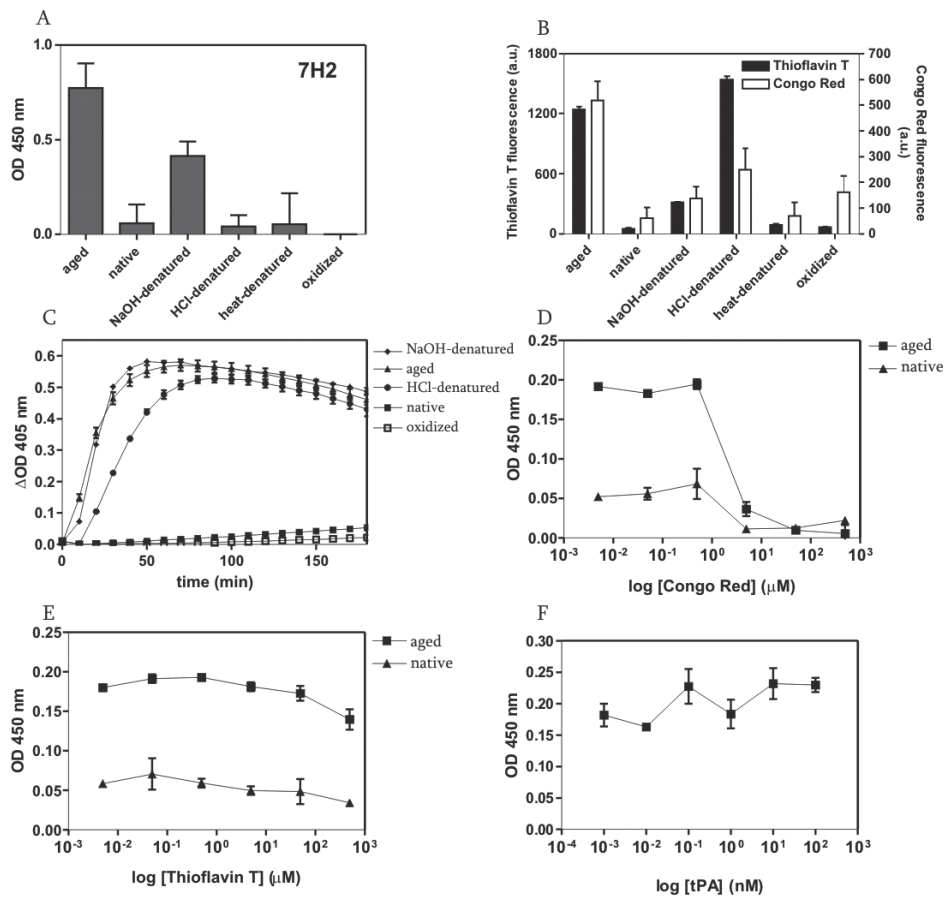 A
1.0
0.5
0.0
OD 450 nm
7H2
aged
native
NaOH-denatured
HCl-denatured
heat-denatured
oxidized
B
1800
1200
600
0
Thioflavin T fluorescence (a.u.)
Thioflavin T
Congo Red
700
600
500
400
300
200
100
0
Congo Red fluorescence
(a.u.)
aged
native
NaOH-denatured
HCl-denatured
heat-denatured
oxidized
C
0.6
0.5
0.4
0.3
0.2
0.1
0.0
ΔOD 405 nm
0 50 100 150
time (min)
NaOH-denatured
aged
HCl-denatured
native
oxidized
D
0.25
0.20
0.15
0.10
0.05
0.00
OD 450 nm
10-3 10-2 10-1 100 101 102 103
log [Congo Red] (μM)
aged
native
E
0.25
0.20
0.15
0.10
0.05
0.00
OD 450 nm
10-3 10-2 10-1 100 101 102 103
log [Thioflavin T] (μM)
aged
native
F
0.30
0.25
0.20
0.15
0.10
0.05
0.00
OD 450 nm
10-4 10-3 10-2 10-1 100 101 102 103
log [tPA] (nM)